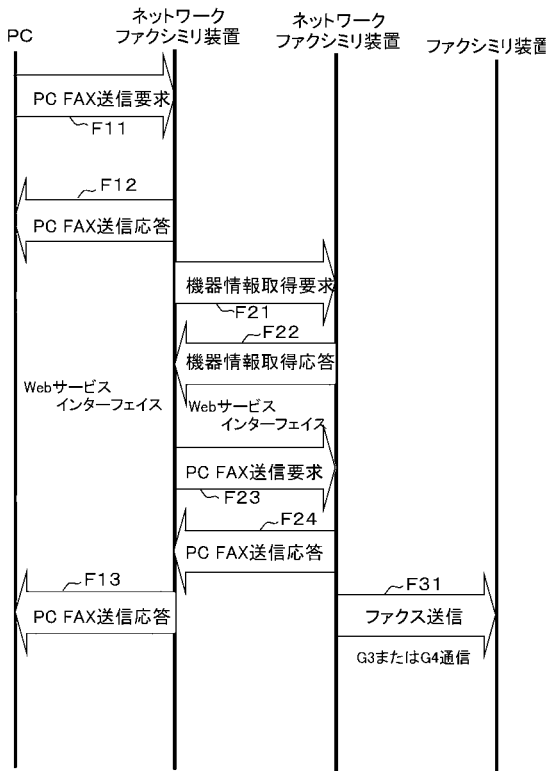 PC
ネットワーク
ファクシミリ装置
ネットワーク
ファクシミリ装置
ファクシミリ装置
PC FAX送信要求
F11
F12
PC FAX送信応答
機器情報取得要求
F21
F22
機器情報取得応答
Webサービス
インターフェイス
Webサービス
インターフェイス
PC FAX送信要求
F23
F24
PC FAX送信応答
F13
PC FAX送信応答
F31
ファクス送信
G3またはG4通信